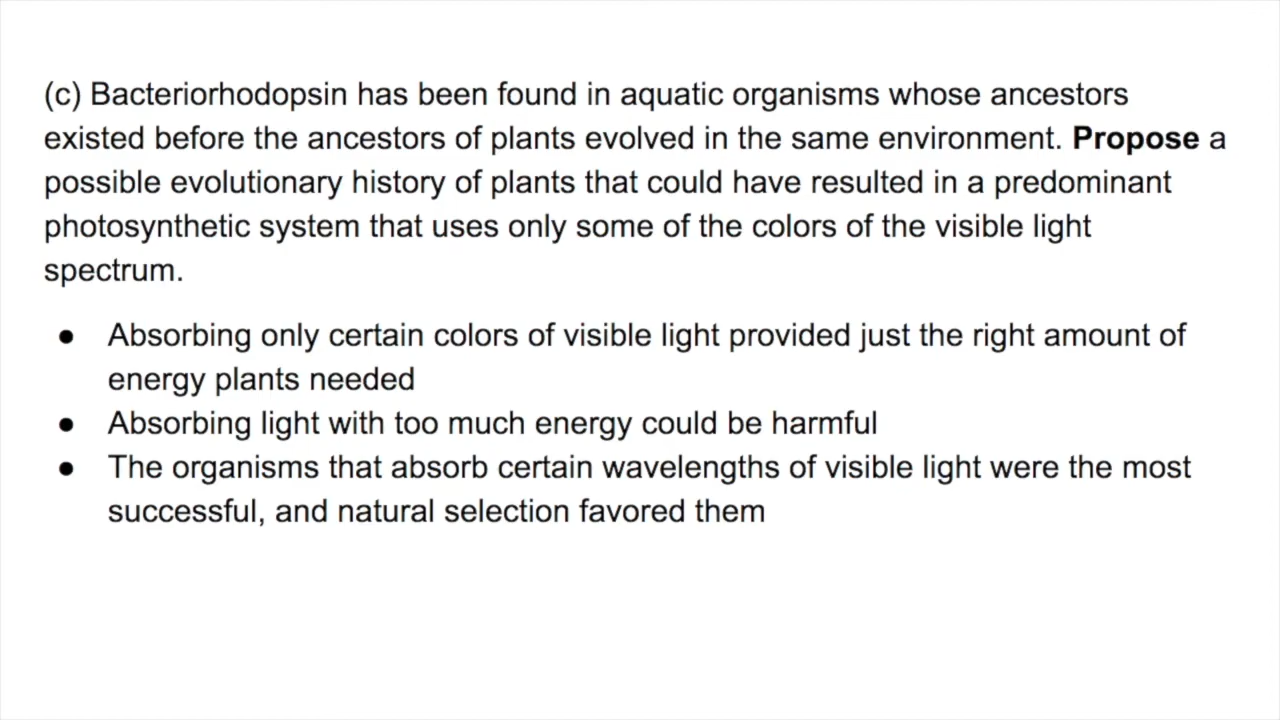 (c) Bacteriorhodopsin has been found in aquatic organisms whose ancestors
existed before the ancestors of plants evolved in the same environment. Propose a
possible evolutionary history of plants that could have resulted in a predominant
photosynthetic system that uses only some of the colors of the visible light
spectrum.
● Absorbing only certain colors of visible light provided just the right amount of
energy plants needed
● Absorbing light with too much energy could be harmful
● The organisms that absorb certain wavelengths of visible light were the most
successful, and natural selection favored them